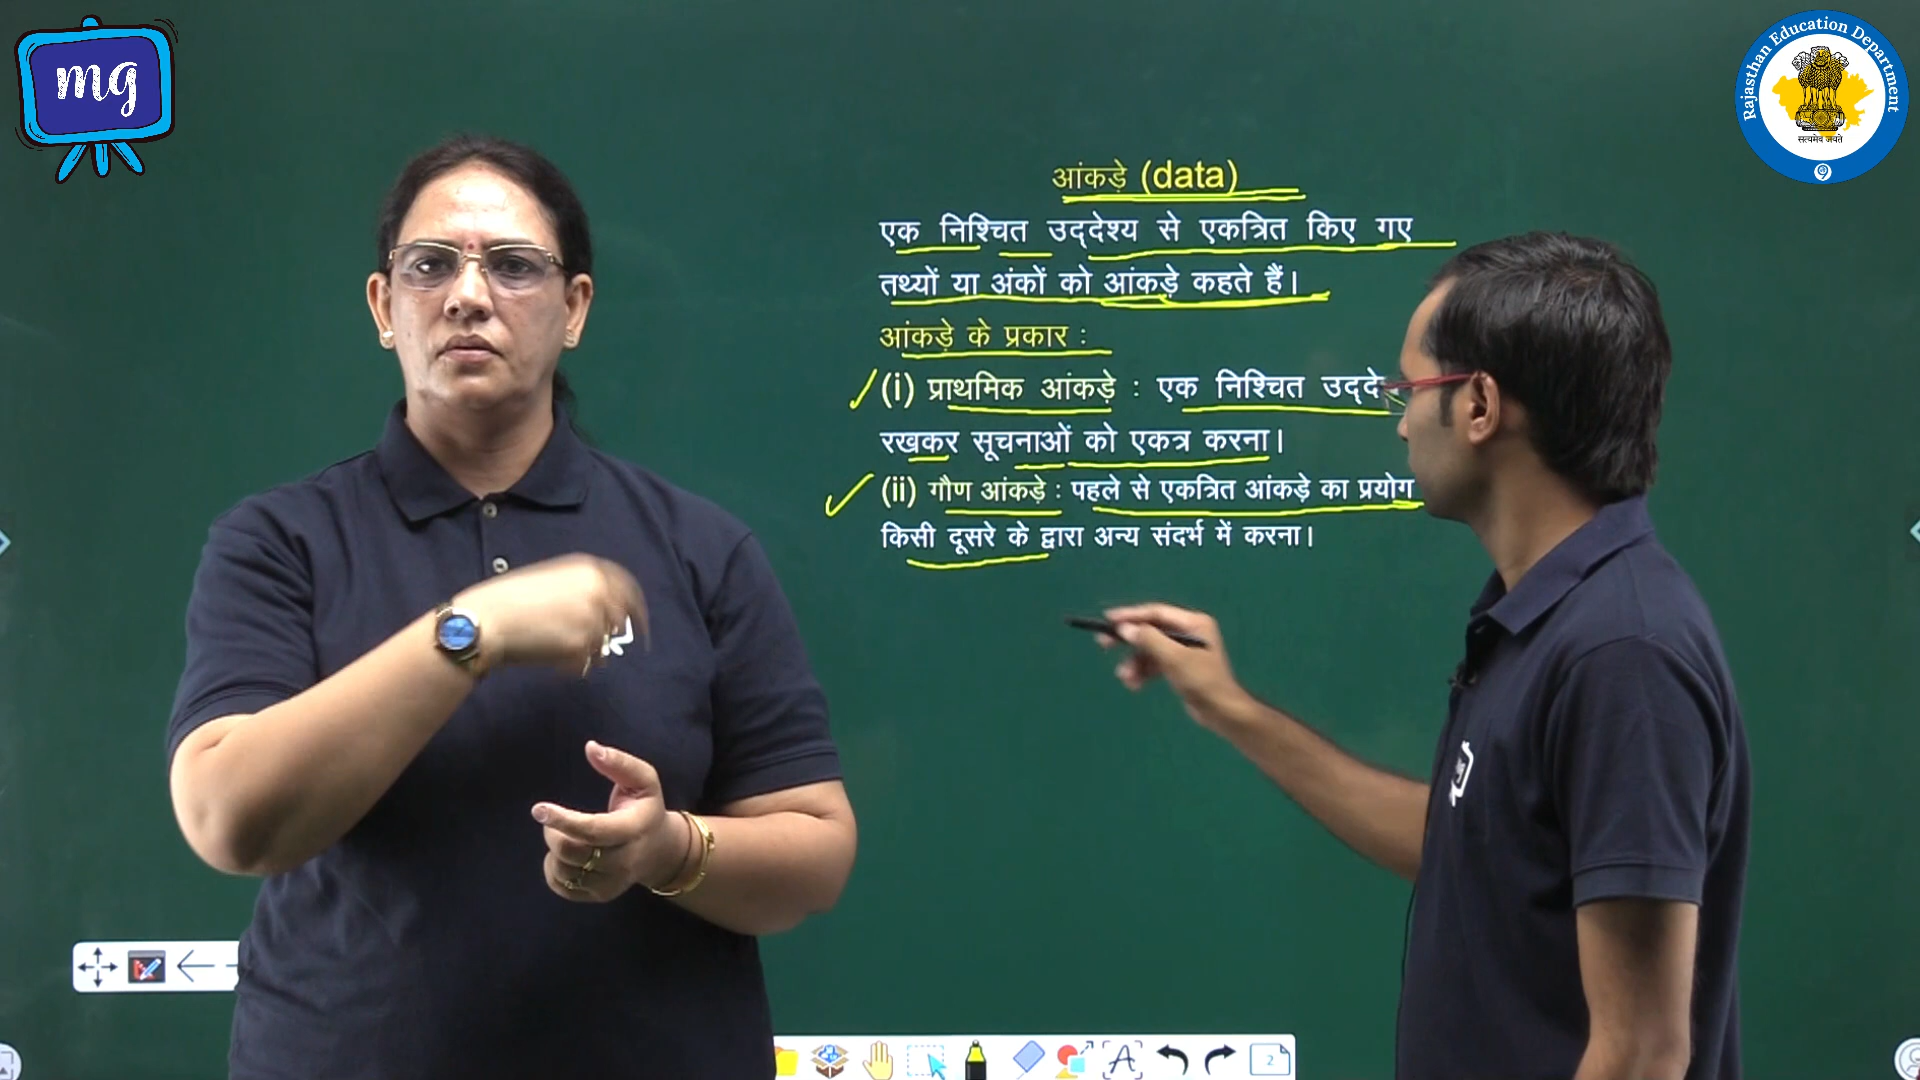 mg
Rajasthan Education Department
सत्यमेव जयते
आंकड़े (data)
एक निश्चित उद्देश्य से एकत्रित किए गए
तथ्यों या अंकों को आंकड़े कहते हैं।
आंकड़े के प्रकार :
(i) प्राथमिक आंकड़े : एक निश्चित
रखकर सूचनाओं को एकत्र करना।
(ii) गौण आंकड़े : पहले से एकत्रित आंकड़े का प्रयोग
किसी दूसरे के द्वारा अन्य संदर्भ में करना।
A
2